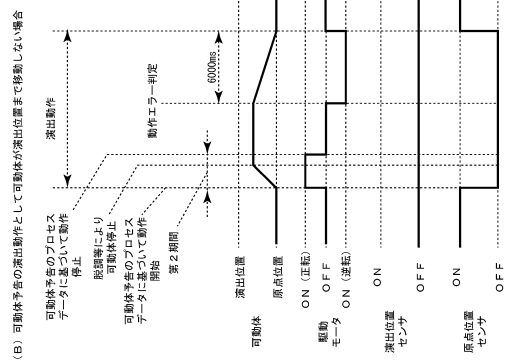 (B) 可動体予告の演出動作として可動体が演出位置まで移動しない場合
演出動作
動作エラー判定
6000ms
可動体予告のプロセス
データに基づいて動作
停止
脱調等により
可動体停止
可動体予告のプロセス
データに基づいて動作
開始
第2期間
可動体
演出位置
原点位置
駆動
モータ
ON(正転)
OFF
ON(逆転)
演出位置
センサ
ON
OFF
原点位置
センサ
ON
OFF